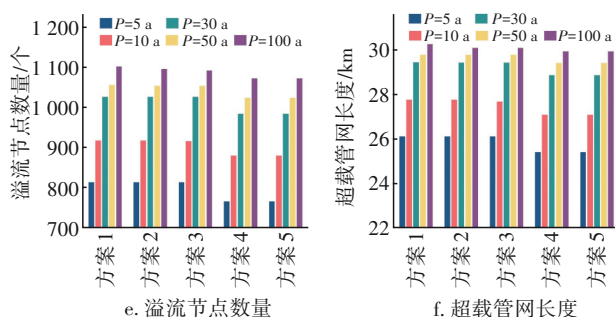 溢流节点数量/个
1 200
1 100
1 000
900
800
700
P=5 a P=30 a
P=10 a P=50 a P=100 a
方案1
方案2
方案3
方案4
方案5
e. 溢流节点数量
超载管网长度/km
30
28
26
24
22
P=5 a P=30 a
P=10 a P=50 a P=100 a
方案1
方案2
方案3
方案4
方案5
f. 超载管网长度